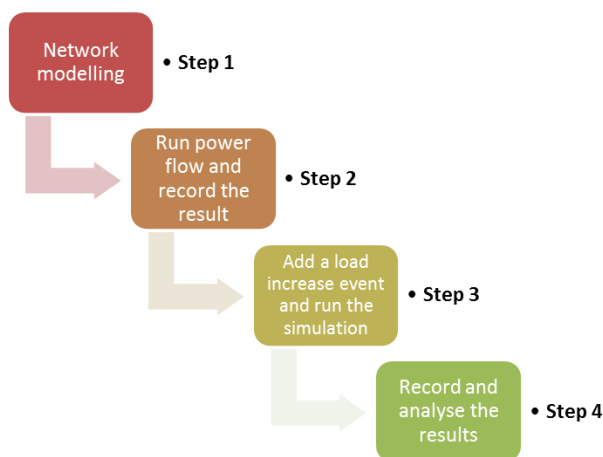 Network
modelling
• Step 1
Run power
flow and
record the
result
• Step 2
Add a load
increase event
and run the
simulation
• Step 3
Record and
analyse the
results
• Step 4